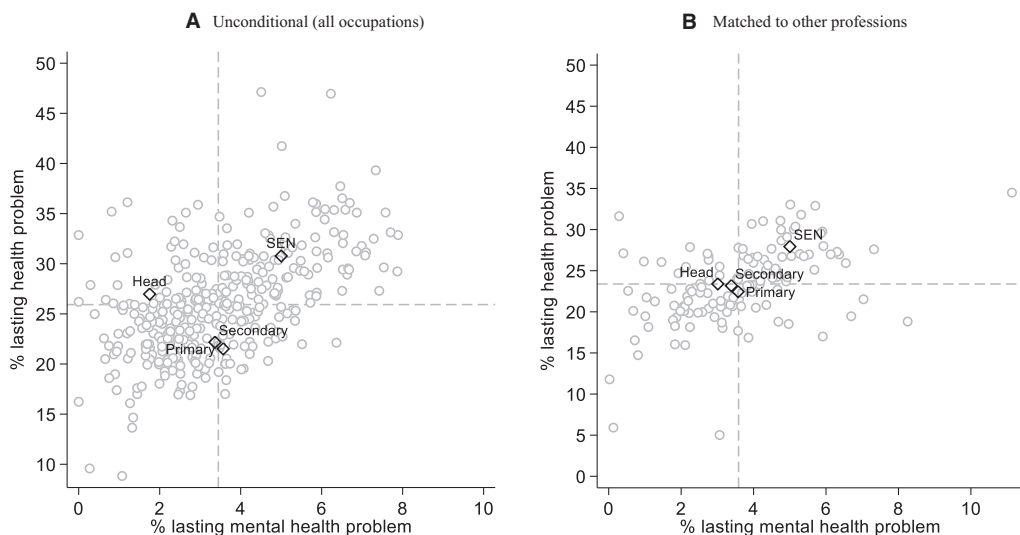 A Unconditional (all occupations)
50
45
40
35
30
25
20
15
10
% lasting health problem
Head
SEN
Secondary
Primary
0 2 4 6 8 10
% lasting mental health problem
B Matched to other professions
50
45
40
35
30
25
20
15
10
5
0
% lasting health problem
SEN
Head
Secondary
Primary
0 2 4 6 8 10
% lasting mental health problem